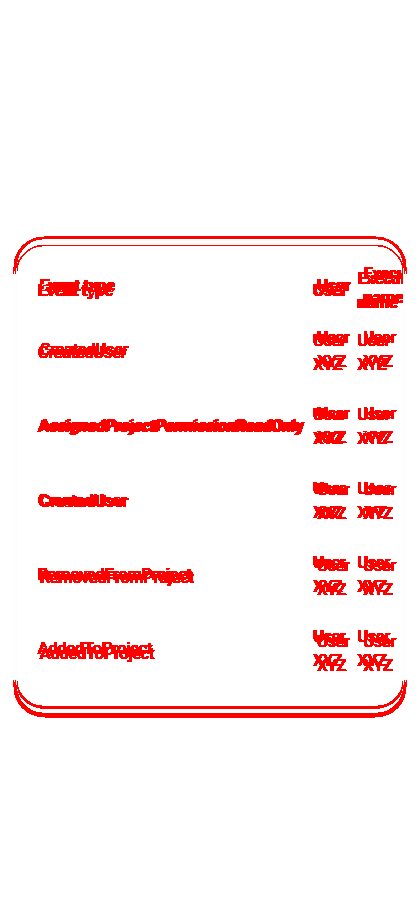 Event type User
name
CreatedUser User XYZ User XYZ
AssignedProjectPermissionReadOnly User XYZ User XYZ
CreatedUser User XYZ User XYZ
RemovedFromProject User XYZ User XYZ
AddedToProject User XYZ User XYZ